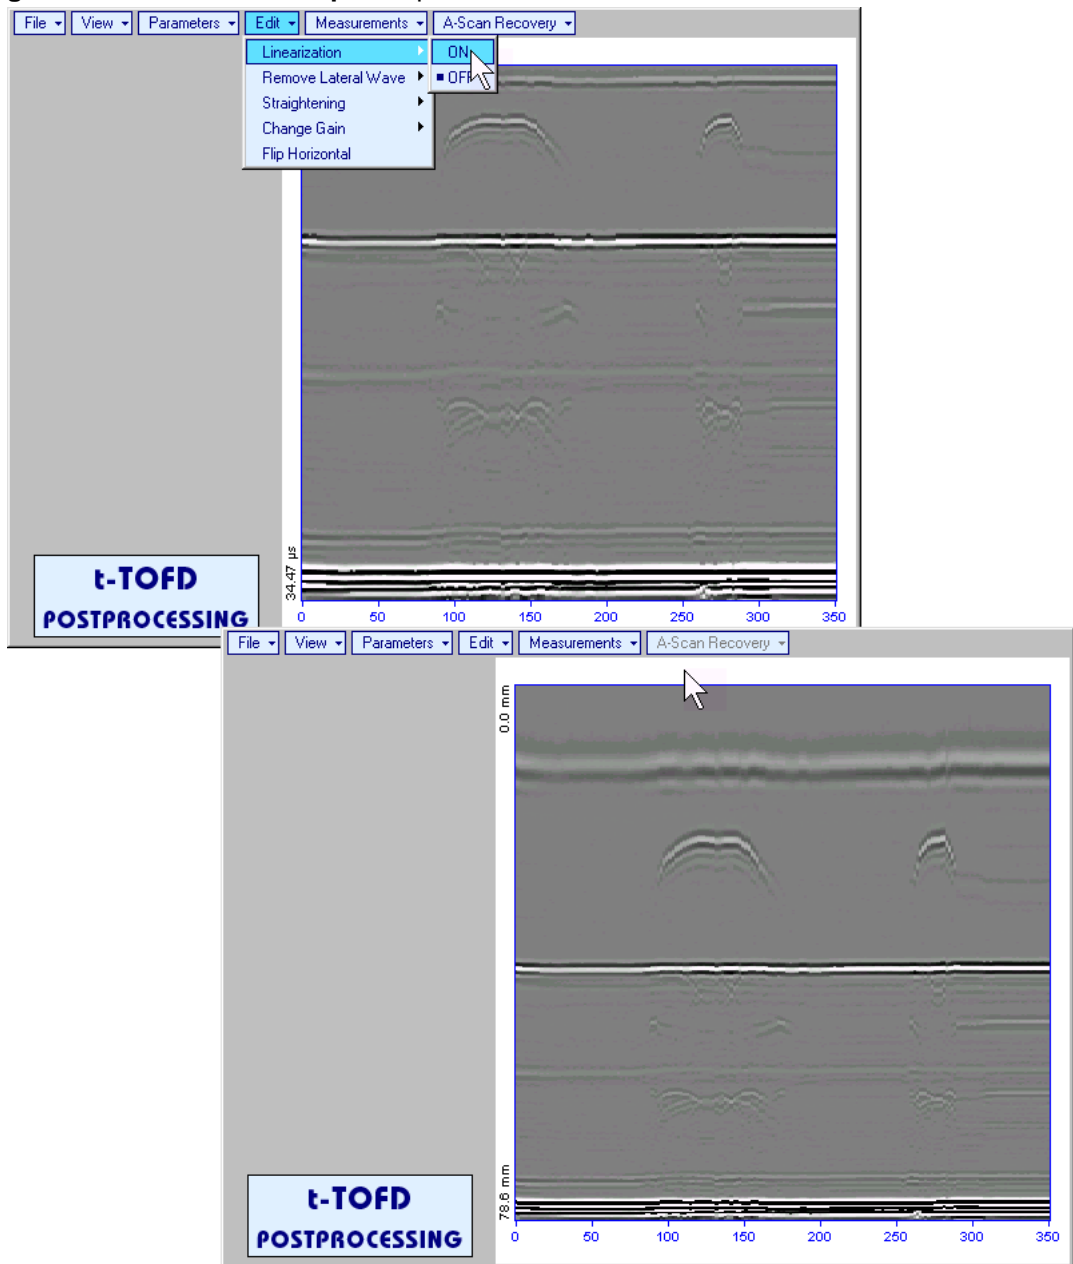 File View Parameters Edit Measurements A-Scan Recovery
Linearization ON
Remove Lateral Wave OFF
Straightening
Change Gain
Flip Horizontal
34.47 µs
t-TOFD
POSTPROCESSING
0 50 100 150 200 250 300 350
File View Parameters Edit Measurements A-Scan Recovery
0.0 mm
78.6 mm
t-TOFD
POSTPROCESSING
0 50 100 150 200 250 300 350